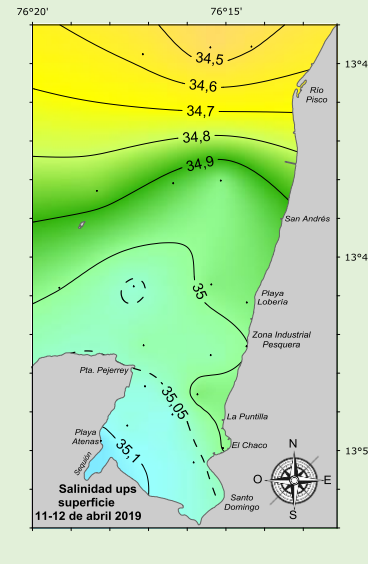 76°20' 76°15'
34,5
13°4
34,6
Río
Pisco
34,7
34,8
34,9
San Andrés
13°4
35
Playa
Lobería
Zona Industrial
Pesquera
Pta. Pejerrey
35,05
La Puntilla
Playa
Atenas
El Chaco
35,1
13°5
N
Sequión
O E
S
Salinidad ups
superficie
11-12 de abril 2019
Santo
Domingo